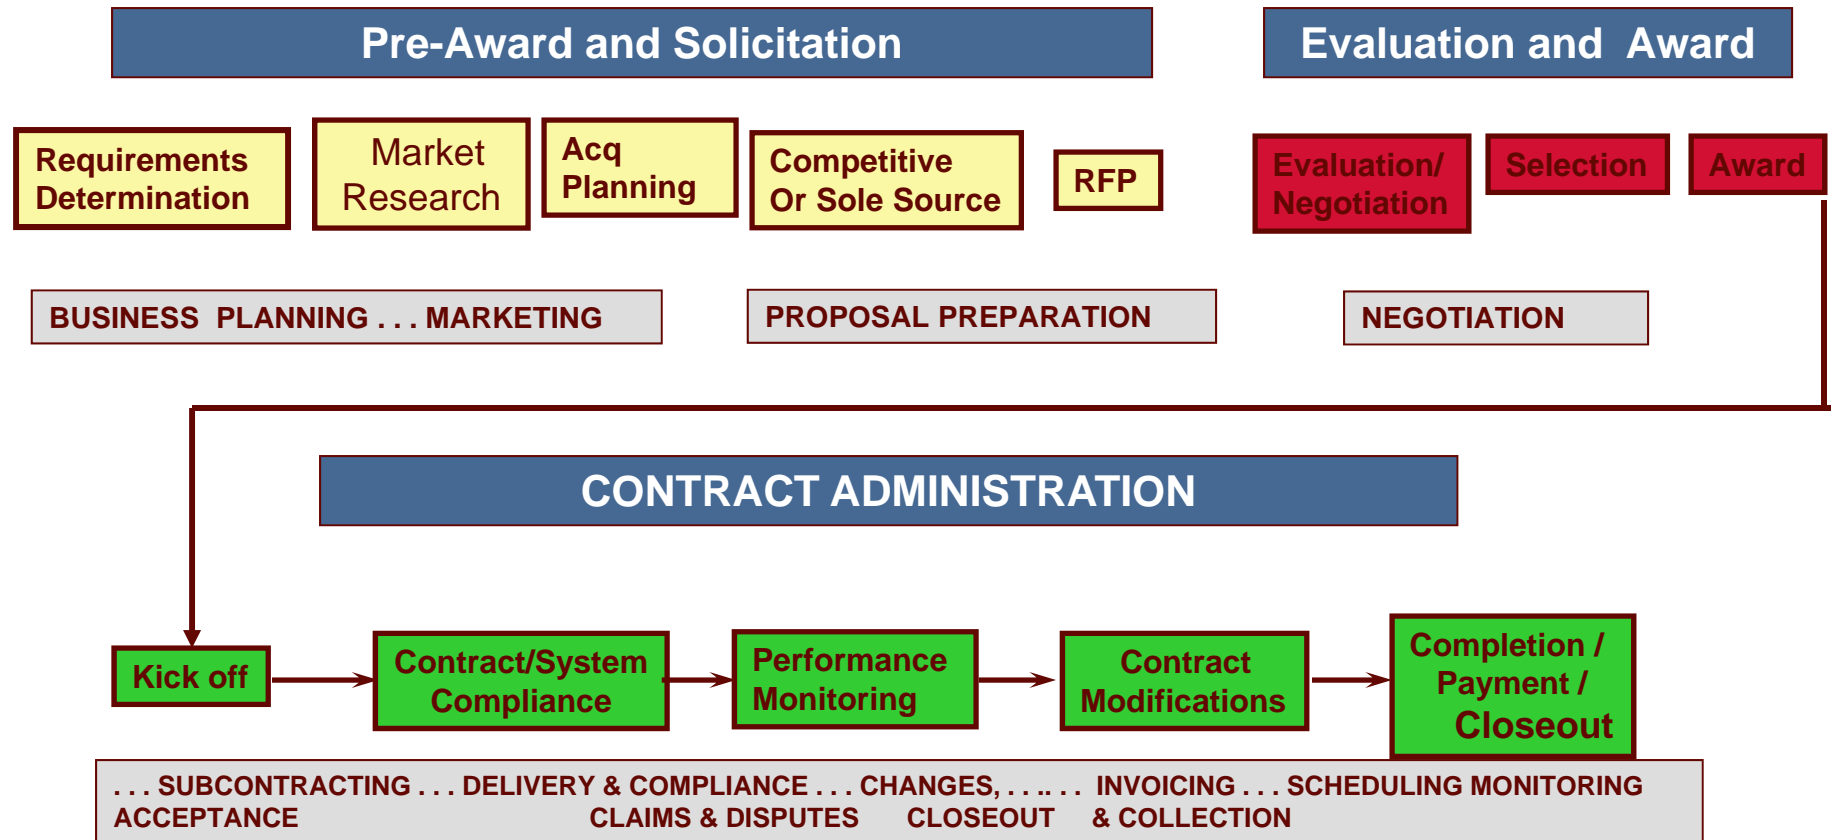 Pre-Award and Solicitation
Evaluation and Award
Requirements
Determination
Market
Research
Acq
Planning
Competitive
Or Sole Source
RFP
Evaluation/
Negotiation
Selection
Award
BUSINESS PLANNING . . . MARKETING
PROPOSAL PREPARATION
NEGOTIATION
CONTRACT ADMINISTRATION
Kick off
Contract/System
Compliance
Performance
Monitoring
Contract
Modifications
Completion /
Payment /
Closeout
. . . SUBCONTRACTING . . . DELIVERY & COMPLIANCE . . . CHANGES, . . .. . . INVOICING . . . SCHEDULING MONITORING
ACCEPTANCE CLAIMS & DISPUTES CLOSEOUT & COLLECTION